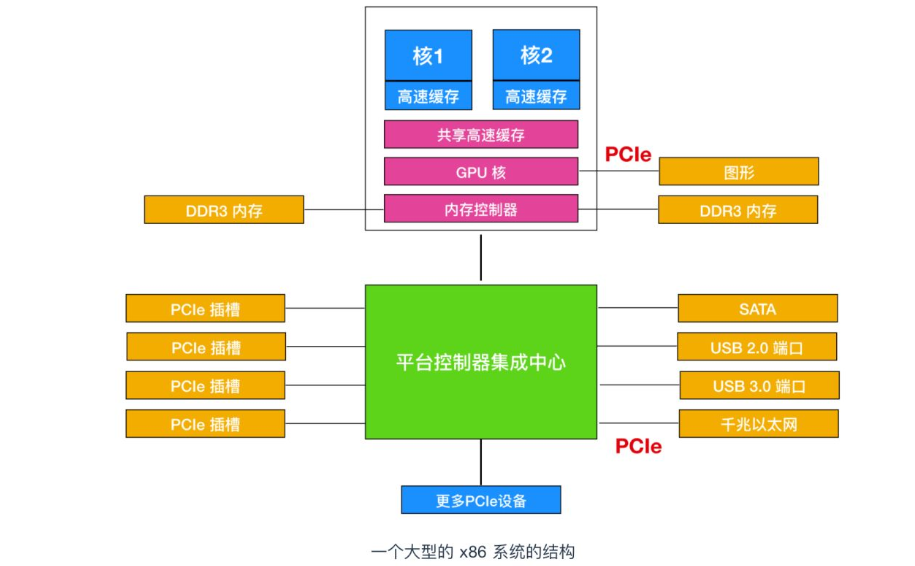 核1
核2
高速缓存
高速缓存
共享高速缓存
PCIe
GPU 核
图形
DDR3 内存
内存控制器
DDR3 内存
PCIe 插槽
SATA
PCIe 插槽
平台控制器集成中心
USB 2.0 端口
PCIe 插槽
USB 3.0 端口
PCIe 插槽
千兆以太网
PCIe
更多PCIe设备
一个大型的 x86 系统的结构